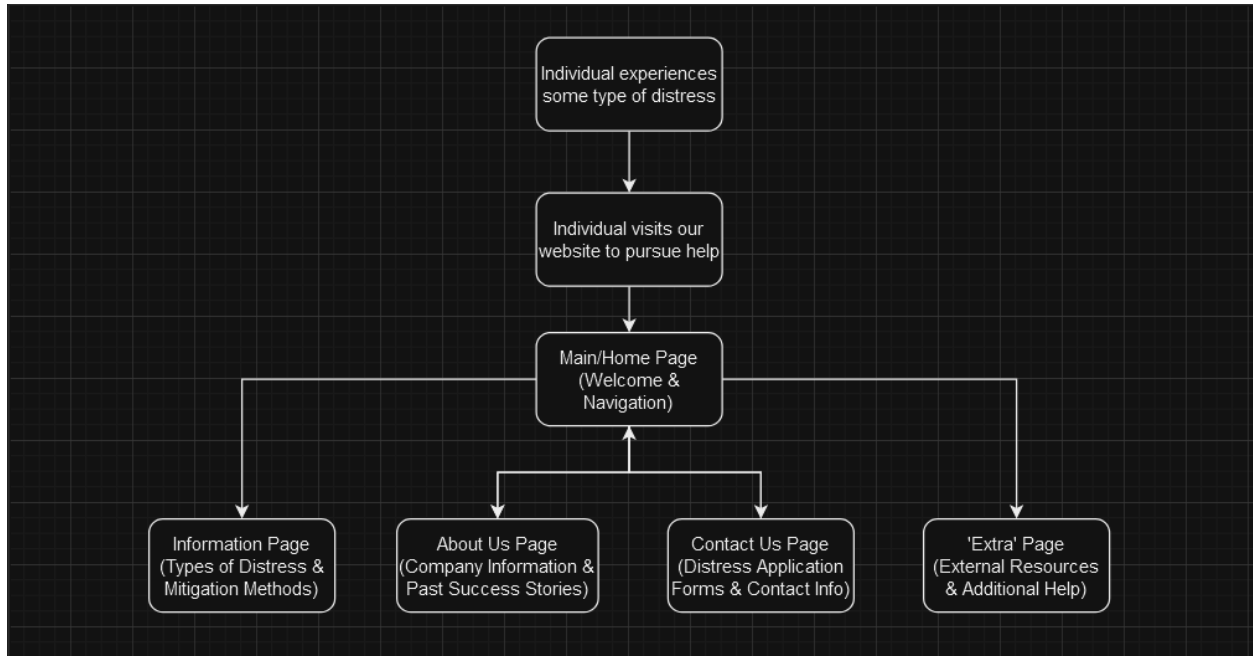 Individual experiences
some type of distress
Individual visits our
website to pursue help
Main/Home Page
(Welcome &
Navigation)
Information Page
(Types of Distress &
Mitigation Methods)
About Us Page
(Company Information &
Past Success Stories)
Contact Us Page
(Distress Application
Forms & Contact Info)
'Extra' Page
(External Resources
& Additional Help)